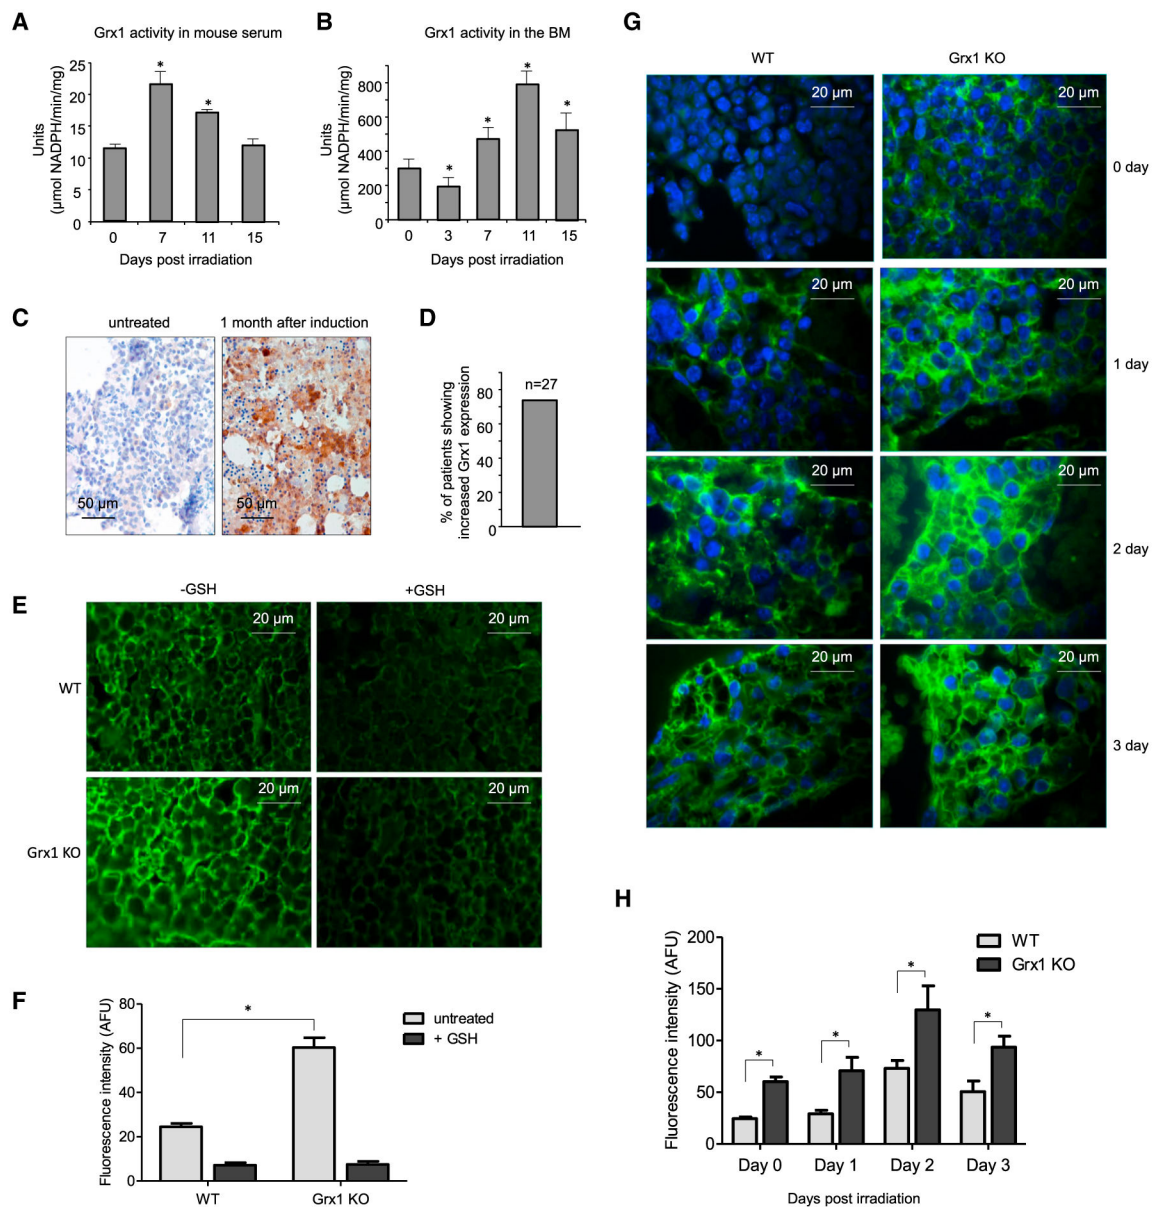 A
Grx1 activity in mouse serum
Units
(µmol NADPH/min/mg)
25
20
15
10
5
0
*
*
0 7 11 15
Days post irradiation
B
Grx1 activity in the BM
Units
(µmol NADPH/min/mg)
800
600
400
200
0
*
*
*
*
0 3 7 11 15
Days post irradiation
C
untreated
1 month after induction
50 µm
50 µm
D
% of patients showing
increased Grx1 expression
80
60
40
20
0
n=27
E
-GSH
+GSH
WT
20 µm
20 µm
Grx1 KO
20 µm
20 µm
F
Fluorescence intensity (AFU)
80
60
40
20
0
*
untreated
+ GSH
WT
Grx1 KO
G
WT
Grx1 KO
20 µm
20 µm
0 day
20 µm
20 µm
1 day
20 µm
20 µm
2 day
20 µm
20 µm
3 day
H
Fluorescence intensity (AFU)
200
150
100
50
0
*
*
*
*
WT
Grx1 KO
Day 0 Day 1 Day 2 Day 3
Days post irradiation